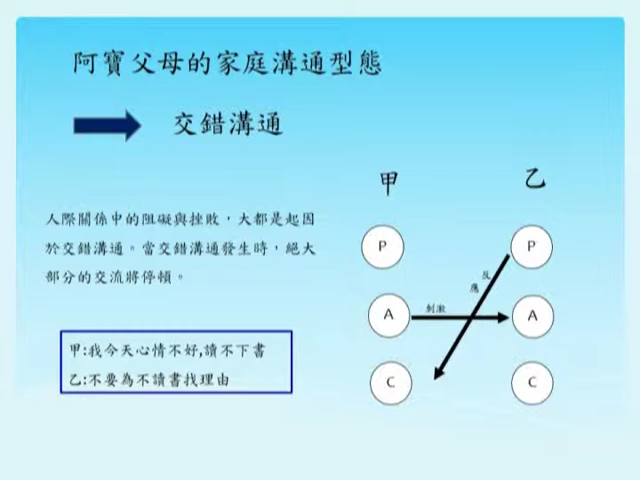 阿寶父母的家庭溝通型態
交錯溝通
人際關係中的阻礙與挫敗，大都是起因
於交錯溝通。當交錯溝通發生時，絕大
部分的交流將停頓。
甲:我今天心情不好,讀不下書
乙:不要為不讀書找理由
甲 乙
P P
反應
A 刺激 A
C C